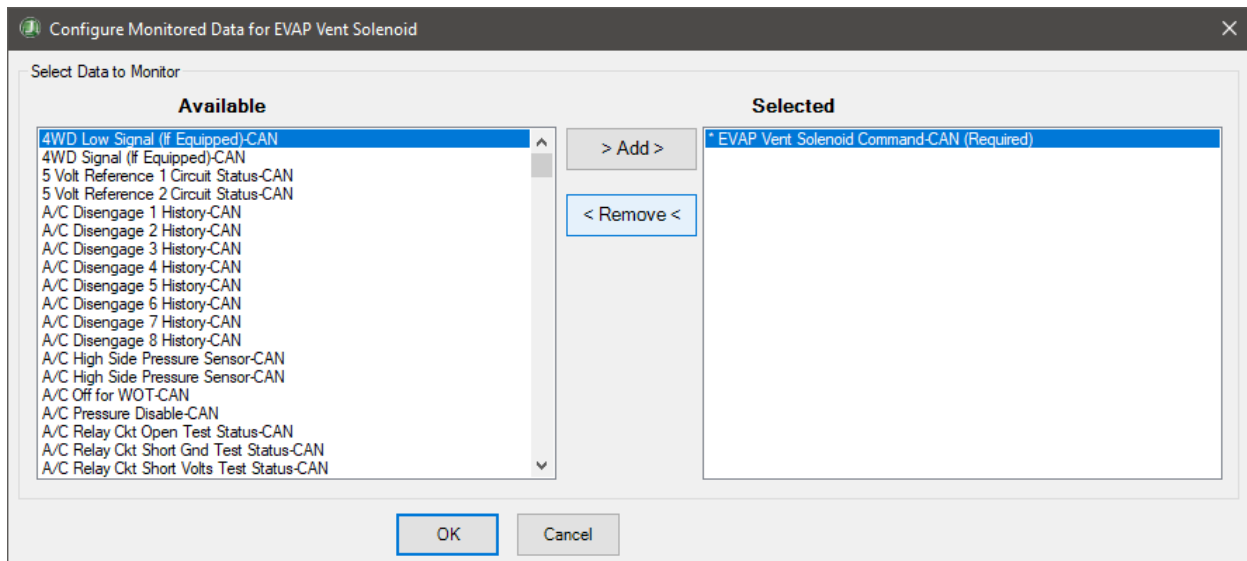 Configure Monitored Data for EVAP Vent Solenoid
Select Data to Monitor
Available
4WD Low Signal (If Equipped)-CAN
4WD Signal (If Equipped)-CAN
5 Volt Reference 1 Circuit Status-CAN
5 Volt Reference 2 Circuit Status-CAN
A/C Disengage 1 History-CAN
A/C Disengage 2 History-CAN
A/C Disengage 3 History-CAN
A/C Disengage 4 History-CAN
A/C Disengage 5 History-CAN
A/C Disengage 6 History-CAN
A/C Disengage 7 History-CAN
A/C Disengage 8 History-CAN
A/C High Side Pressure Sensor-CAN
A/C High Side Pressure Sensor-CAN
A/C Off for WOT-CAN
A/C Pressure Disable-CAN
A/C Relay Ckt Open Test Status-CAN
A/C Relay Ckt Short Gnd Test Status-CAN
A/C Relay Ckt Short Volts Test Status-CAN
> Add >
< Remove <
Selected
* EVAP Vent Solenoid Command-CAN (Required)
OK
Cancel